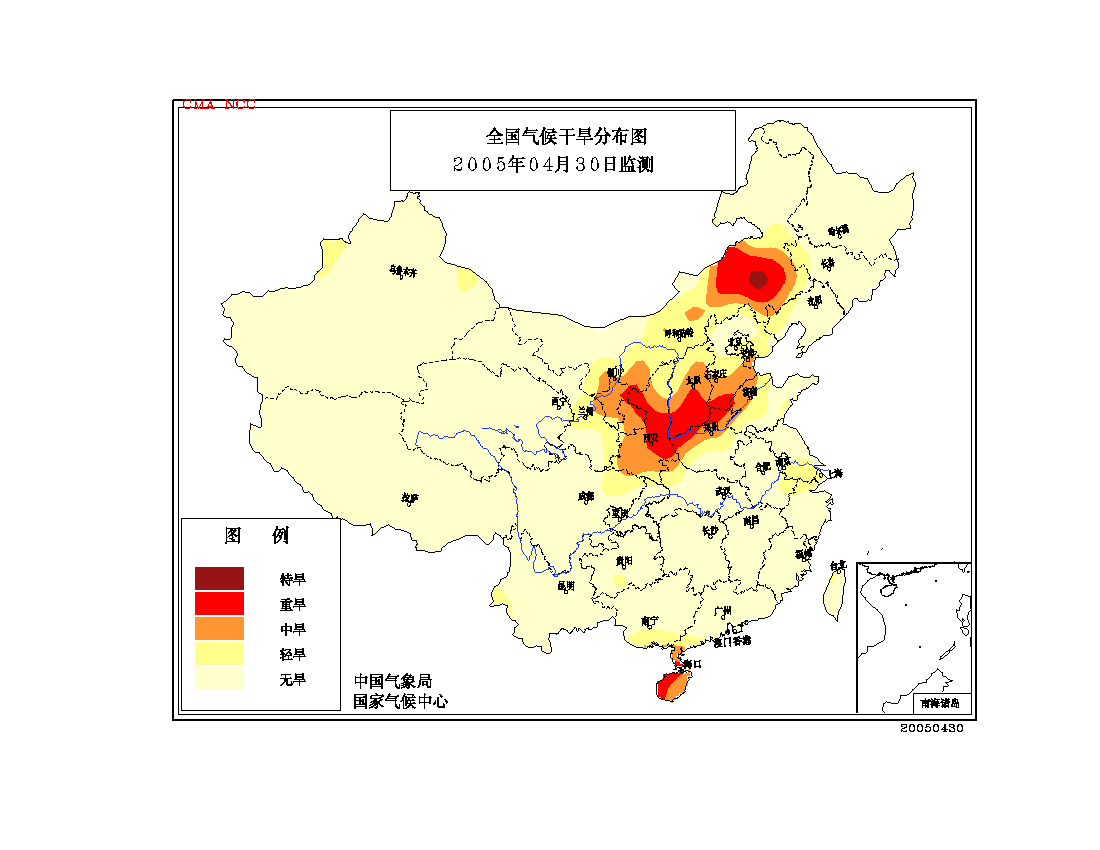 CMA NCC
全国气候干旱分布图
2005年04月30日监测
哈尔滨
长春
乌鲁木齐
沈阳
呼和浩特
北京
天津
银川
太原
石家庄
济南
西宁
兰州
郑州
西安
合肥
南京
上海
拉萨
成都
武汉
重庆
南昌
长沙
贵阳
福州
台北
昆明
南宁
广州
澳门
香港
海口
图 例
特旱
重旱
中旱
轻旱
无旱
中国气象局
国家气候中心
南海诸岛
20050430